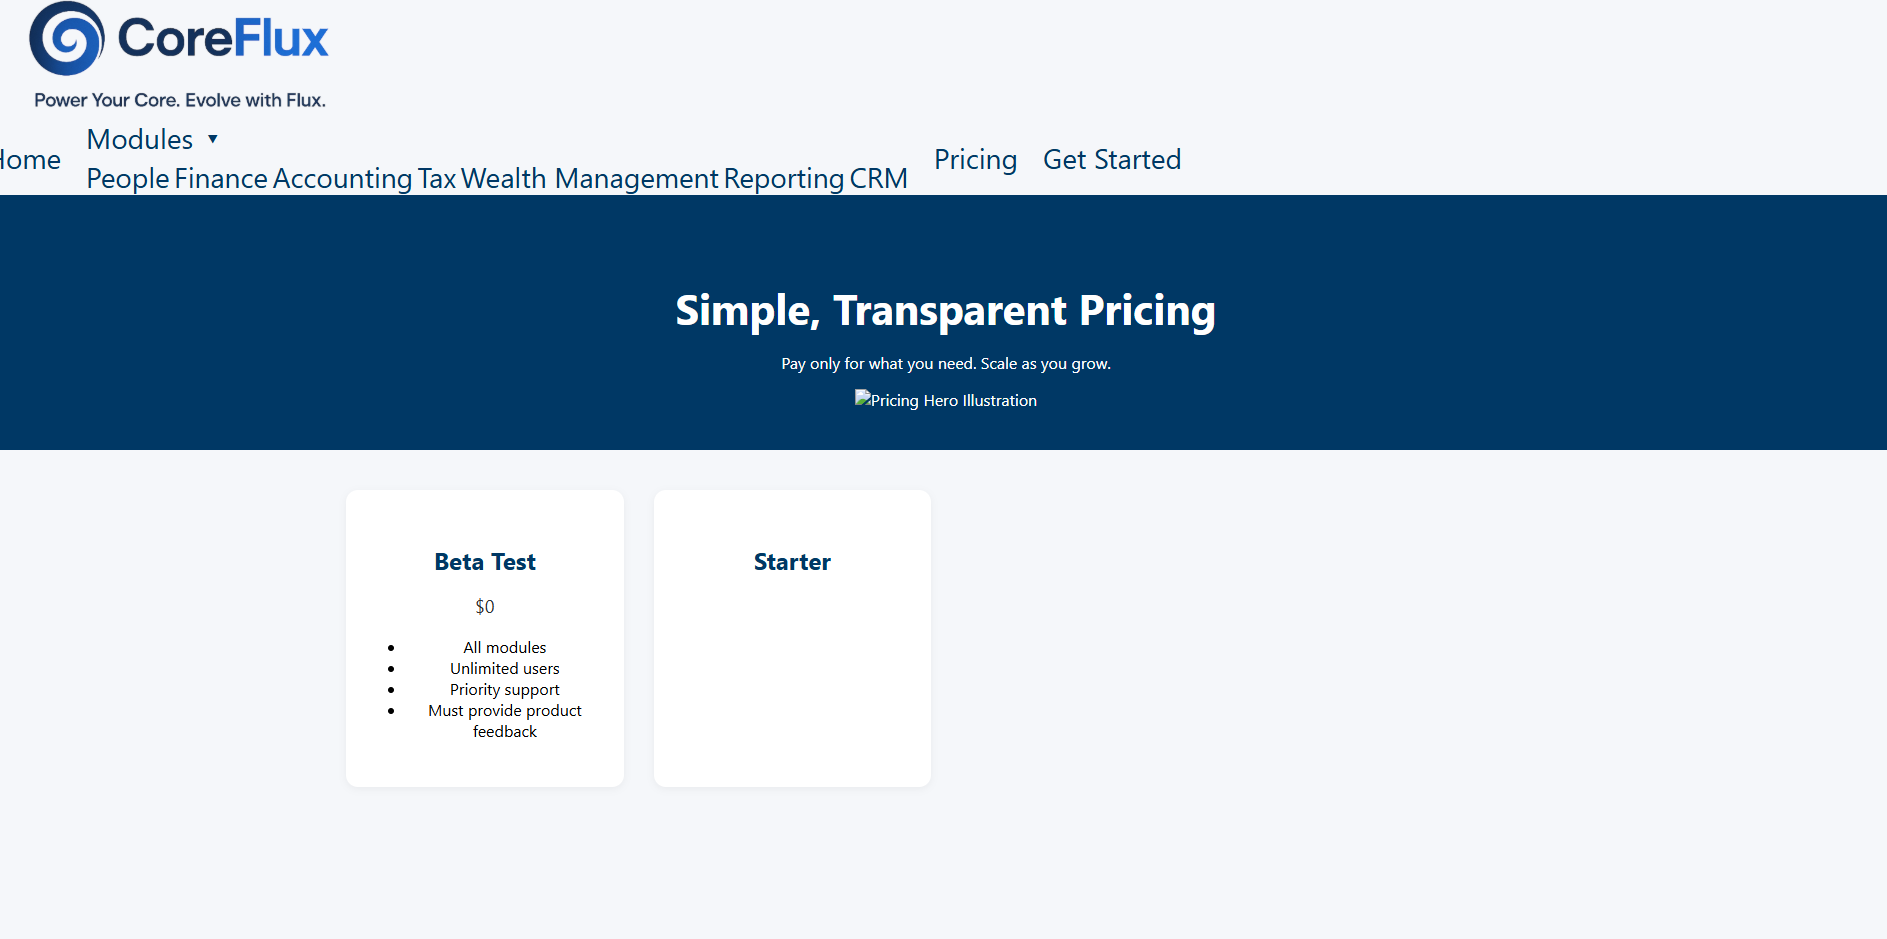 CoreFlux
Power Your Core. Evolve with Flux.
Home
Modules ▼
People Finance Accounting Tax Wealth Management Reporting CRM
Pricing
Get Started
Simple, Transparent Pricing
Pay only for what you need. Scale as you grow.
Pricing Hero Illustration
Beta Test
$0
• All modules
• Unlimited users
• Priority support
• Must provide product
feedback
Starter